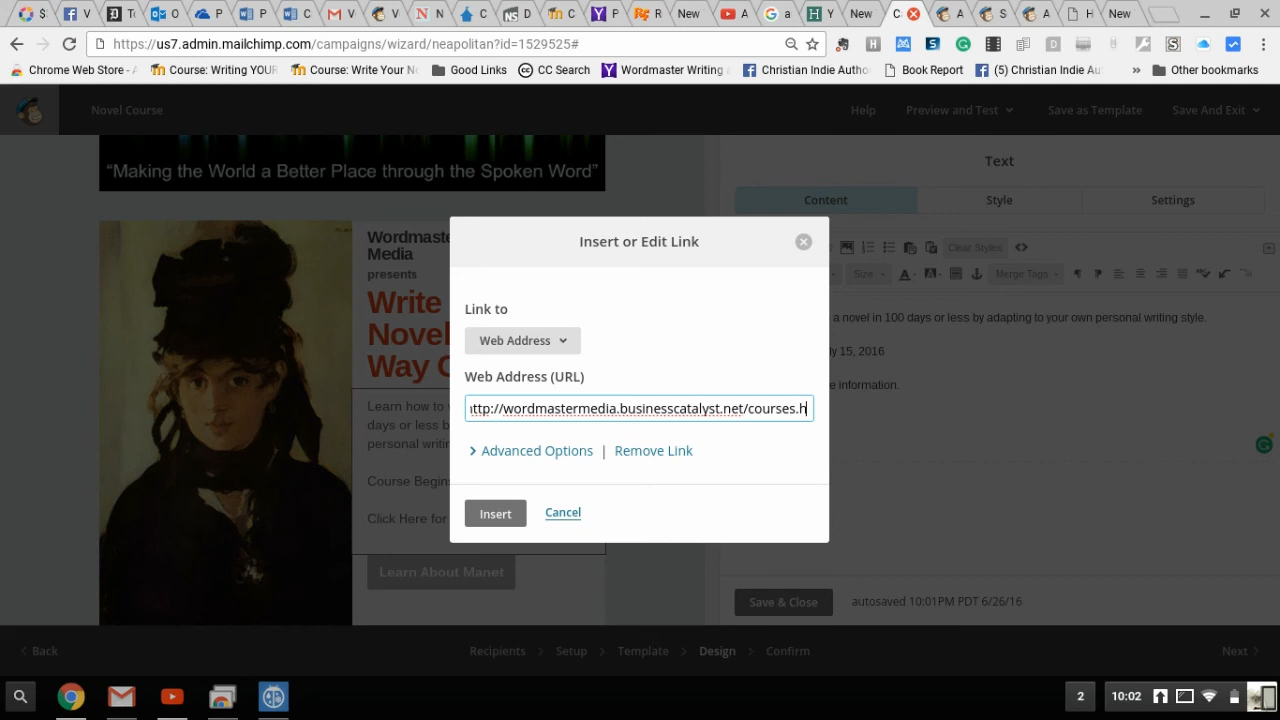 $ V To O P P C V V N C D C Y P R New A a Y New C A S A H New
https://us7.admin.mailchimp.com/campaigns/wizard/neapolitan?id=1529525#
Chrome Web Store - Course: Writing YOUR Course: Write Your No Good Links CC Search Wordmaster Writing Christian Indie Autho Book Report (5) Christian Indie Au » Other bookmarks
Novel Course Help Preview and Test Save as Template Save And Exit
“Making the World a Better Place through the Spoken Word”
Text
Content Style Settings
Clear Styles
Size Merge Tags
Wordmaste
Media
presents
Write
Novel
Way
Learn how to
days or less b
personal writin
Course Begins
Click Here for
Learn About Manet
Insert or Edit Link
Link to
Web Address
Web Address (URL)
ttp://wordmastermedia.businesscatalyst.net/courses.h
Advanced Options | Remove Link
Insert Cancel
a novel in 100 days or less by adapting to your own personal writing style.
ly 15, 2016
e information.
Save & Close autosaved 10:01PM PDT 6/26/16
Back Recipients Setup Template Design Confirm Next
2 10:02